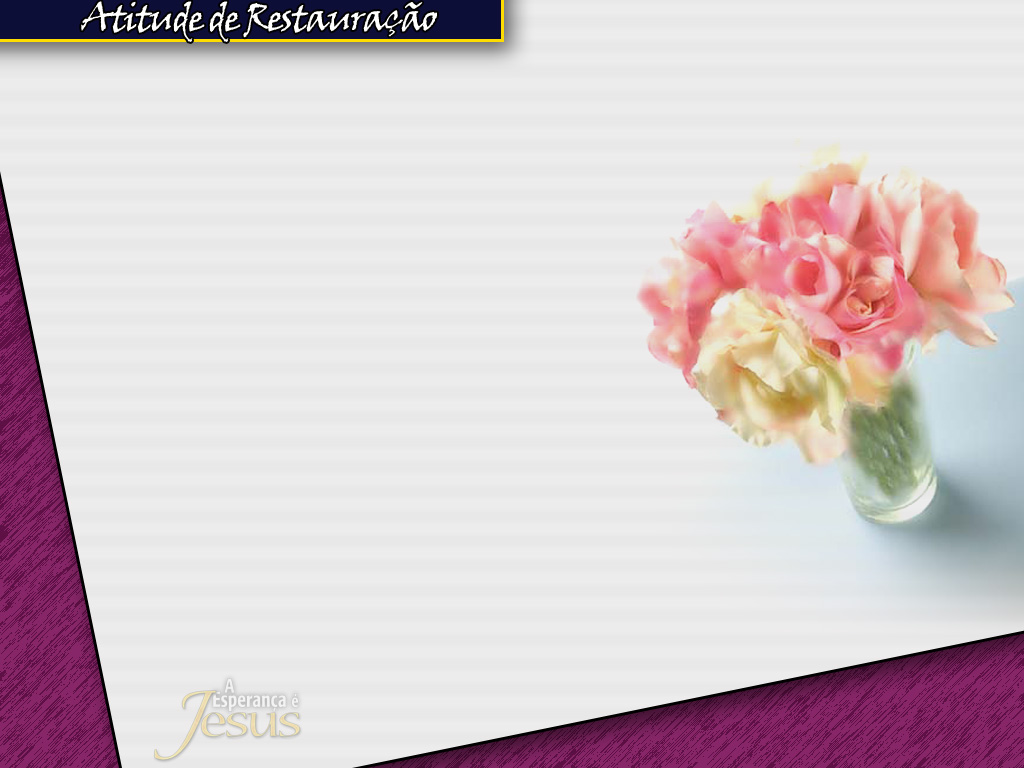 Atitude de Restauração
A
Esperança é
Jesus